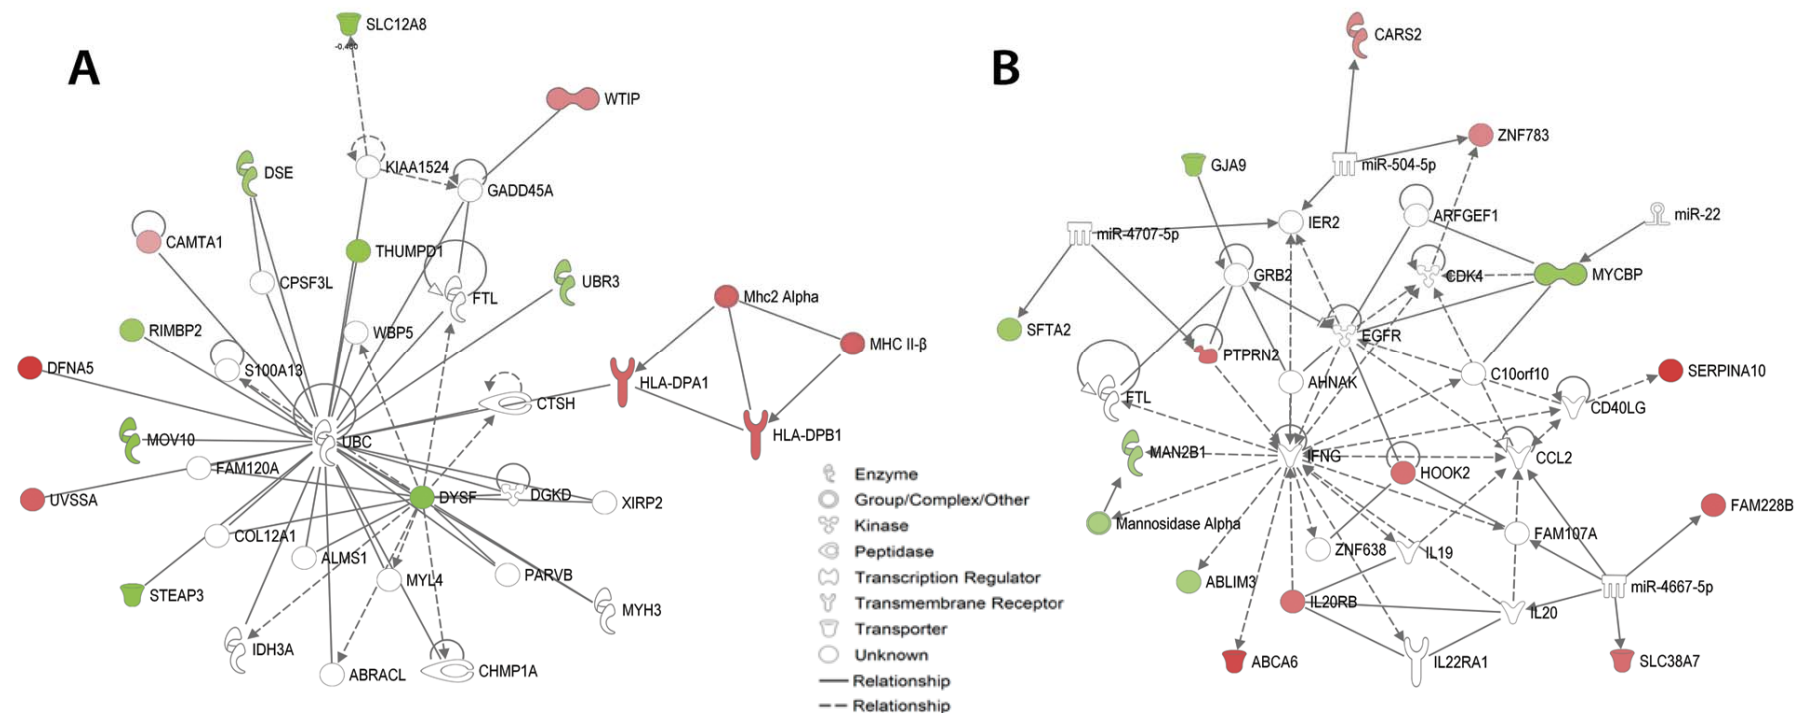 A
SLC12A8
-0.460
WTIP
KIAA1524
GADD45A
DSE
CAMTA1
THUMPD1
CPSF3L
FTL
UBR3
RIMBP2
WBP5
Mhc2 Alpha
MHC II-β
DFNA5
S100A13
HLA-DPA1
CTSH
MOV10
UBC
HLA-DPB1
FAM120A
UVSSA
DYSF
DGKD
XIRP2
COL12A1
ALMS1
MYL4
PARVB
STEAP3
MYH3
IDH3A
ABRACL
CHMP1A
Enzyme
Group/Complex/Other
Kinase
Peptidase
Transcription Regulator
Transmembrane Receptor
Transporter
Unknown
Relationship
Relationship
B
CARS2
ZNF783
GJA9
miR-504-5p
miR-4707-5p
IER2
ARFGEF1
miR-22
GRB2
CDK4
MYCBP
SFTA2
EGFR
PTPRN2
AHNAK
C10orf10
SERPINA10
FTL
CD40LG
MAN2B1
IFNG
HOOK2
CCL2
Mannosidase Alpha
FAM228B
ZNF638
IL19
FAM107A
ABLIM3
IL20RB
IL20
miR-4667-5p
ABCA6
IL22RA1
SLC38A7